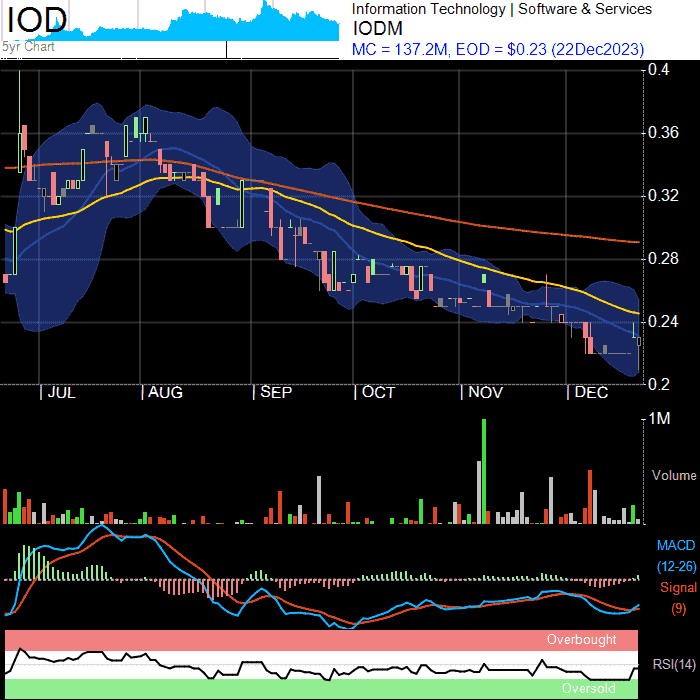 IOD
5yr Chart
Information Technology | Software & Services
IODM
MC = 137.2M, EOD = $0.23 (22Dec2023)
0.4
0.36
0.32
0.28
0.24
0.2
JUL AUG SEP OCT NOV DEC
1M
Volume
MACD
(12-26)
Signal
(9)
Overbought
RSI(14)
Oversold